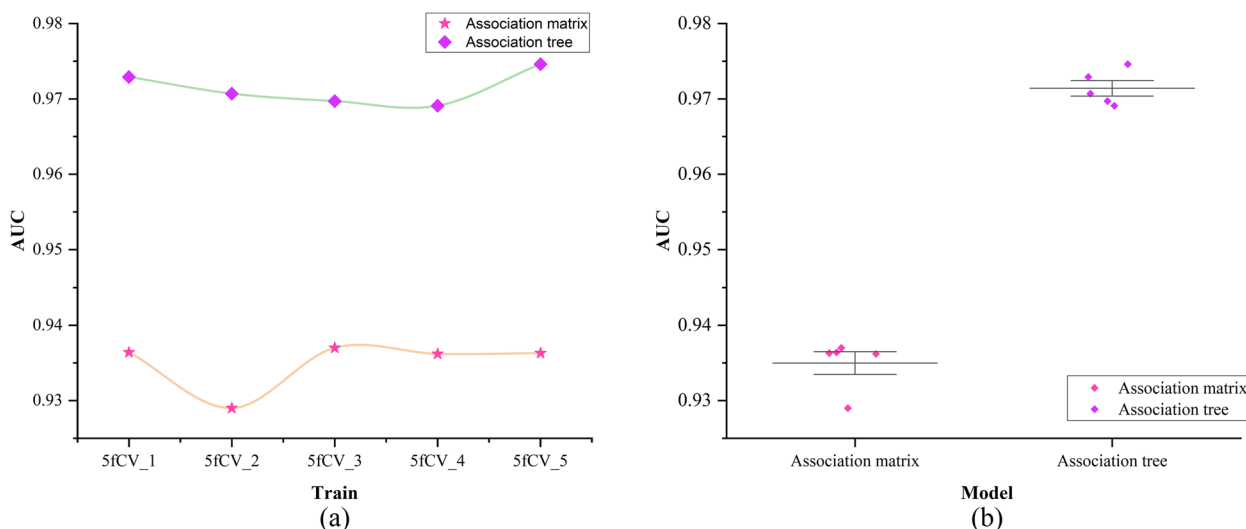 Association matrix
Association tree
0.98
0.97
0.96
0.95
0.94
0.93
AUC
5fCV_1
5fCV_2
5fCV_3
5fCV_4
5fCV_5
Train
(a)
0.98
0.97
0.96
0.95
0.94
0.93
AUC
Association matrix
Association tree
Association matrix
Association tree
Model
(b)